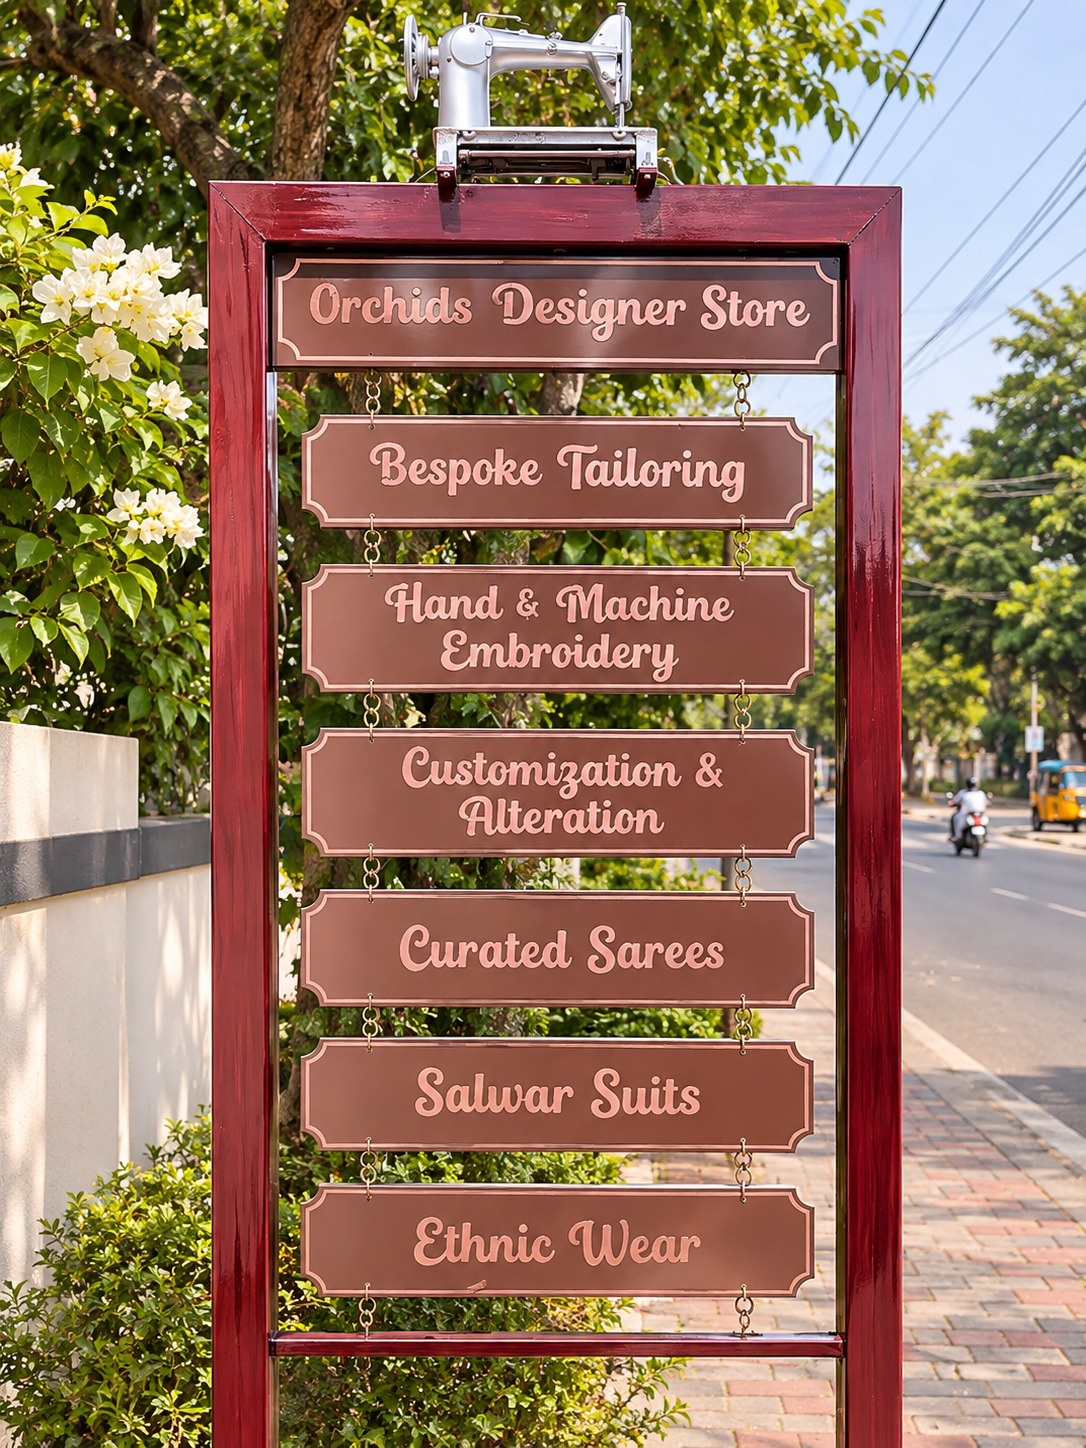 Orchids Designer Store
Bespoke Tailoring
Hand & Machine
Embroidery
Customization &
Alteration
Curated Sarees
Salwar Suits
Ethnic Wear